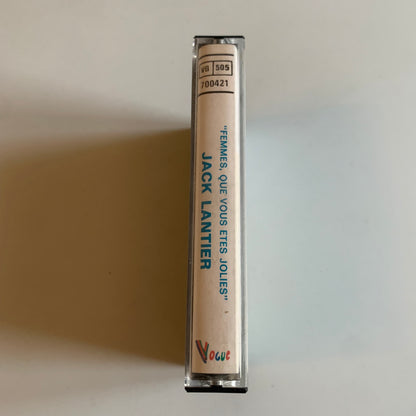 VG 505
700421
"FEMMES, QUE VOUS ETES JOLIES"
JACK LANTIER
VOGUE